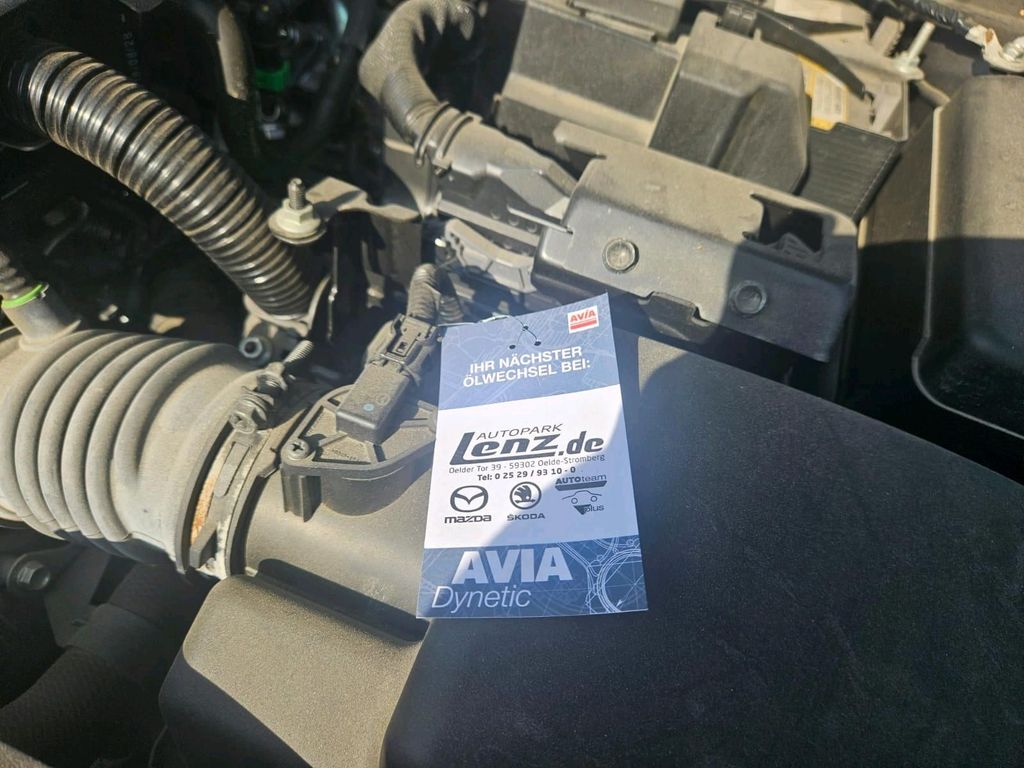 AVIA
IHR NÄCHSTER
ÖLWECHSEL BEI:
AUTOPARK
Lenz.de
Oelder Tor 39 - 59302 Oelde-Stromberg
Tel: 0 25 29 / 93 10 - 0
mazda
ŠKODA
AUTOteam
plus
AVIA
Dynetic